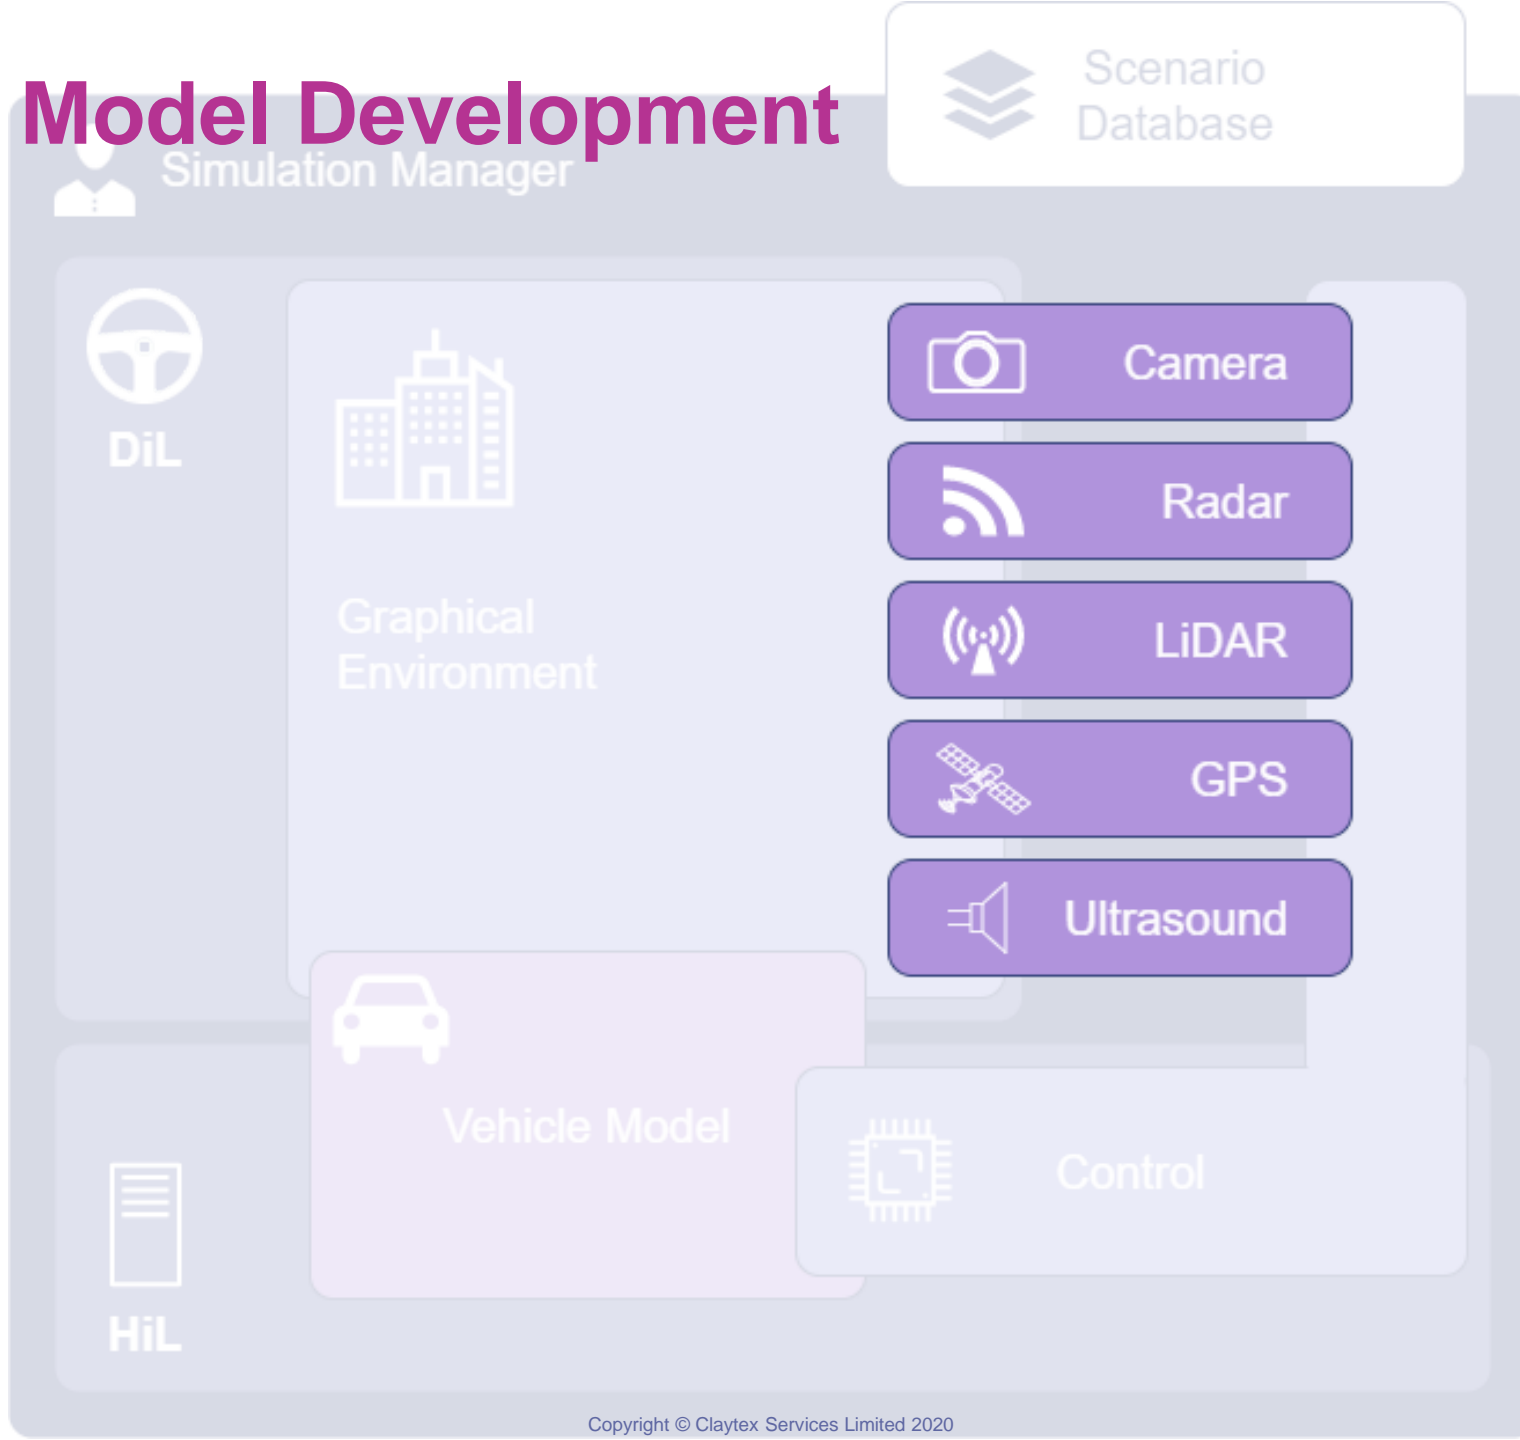 Model Development
Scenario
Database
Simulation Manager
DiL
Camera
Radar
Graphical
Environment
LiDAR
GPS
Ultrasound
Vehicle Model
Control
HiL
Copyright © Claytex Services Limited 2020